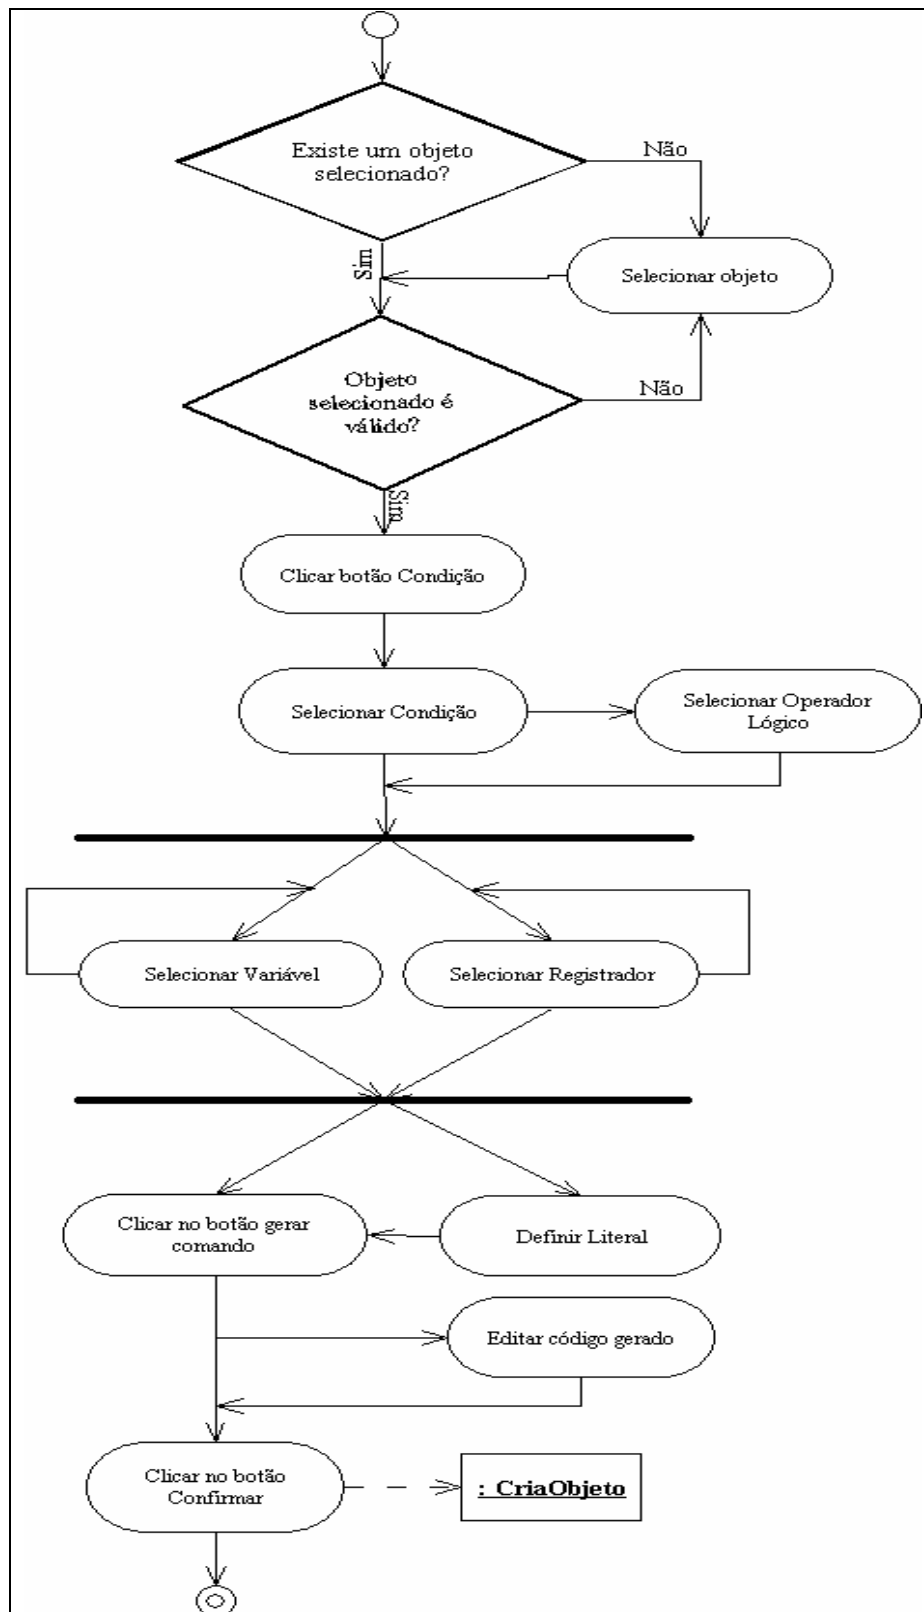 Existe um objeto
selecionado?
Não
Sim
Selecionar objeto
Objeto
selecionado é
válido?
Não
Sim
Clicar botão Condição
Selecionar Condição
Selecionar Operador
Lógico
Selecionar Variável
Selecionar Registrador
Clicar no botão gerar
comando
Definir Literal
Editar código gerado
Clicar no botão
Confirmar
: CriaObjeto